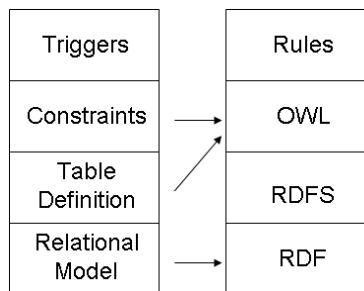 Triggers
Constraints
Table
Definition
Relational
Model
Rules
OWL
RDFS
RDF